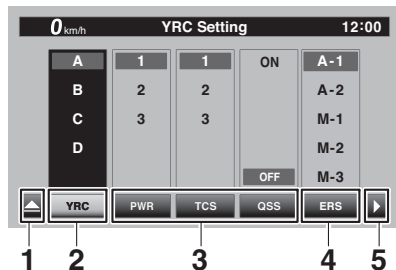 0 km/h YRC Setting 12:00
A 1 1 ON A-1
B 2 2 A-2
C 3 3 M-1
D M-2
OFF M-3
YRC PWR TCS QSS ERS
1 2 3 4 5